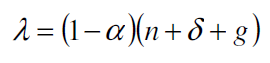 λ = (1 − α)(n + δ + g)